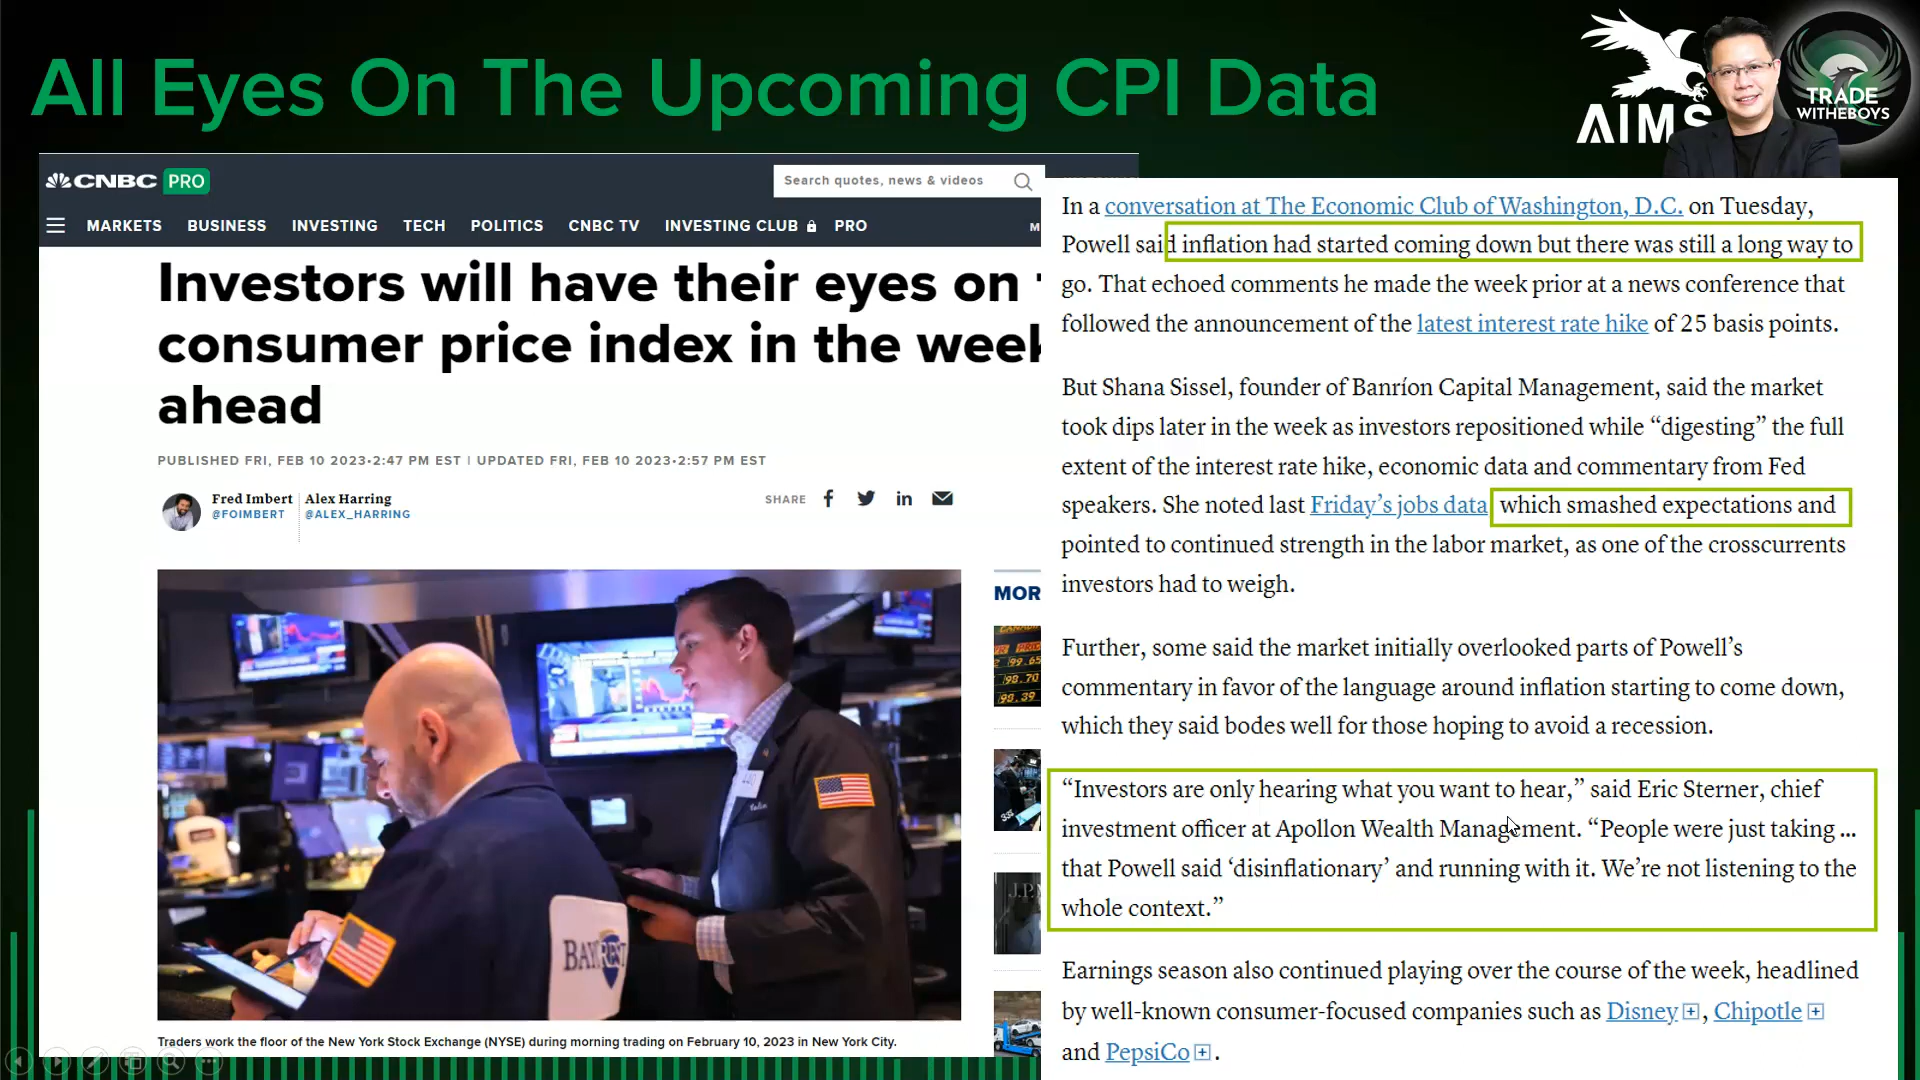 All Eyes On The Upcoming CPI Data
AIMS
TRADE
WITHEBOYS
CNBC PRO
Search quotes, news & videos
MARKETS BUSINESS INVESTING TECH POLITICS CNBC TV INVESTING CLUB PRO M
Investors will have their eyes on
consumer price index in the week
ahead
PUBLISHED FRI, FEB 10 2023•2:47 PM EST | UPDATED FRI, FEB 10 2023•2:57 PM EST
Fred Imbert
@FOIMBERT
Alex Harring
@ALEX_HARRING
SHARE
MOR
99.65
98.70
98.39
J.P.M
BAYCREST
Traders work the floor of the New York Stock Exchange (NYSE) during morning trading on February 10, 2023 in New York City.
In a conversation at The Economic Club of Washington, D.C. on Tuesday,
Powell said inflation had started coming down but there was still a long way to
go. That echoed comments he made the week prior at a news conference that
followed the announcement of the latest interest rate hike of 25 basis points.
But Shana Sissel, founder of Banríon Capital Management, said the market
took dips later in the week as investors repositioned while “digesting” the full
extent of the interest rate hike, economic data and commentary from Fed
speakers. She noted last Friday’s jobs data which smashed expectations and
pointed to continued strength in the labor market, as one of the crosscurrents
investors had to weigh.
Further, some said the market initially overlooked parts of Powell’s
commentary in favor of the language around inflation starting to come down,
which they said bodes well for those hoping to avoid a recession.
“Investors are only hearing what you want to hear,” said Eric Sterner, chief
investment officer at Apollon Wealth Management. “People were just taking ...
that Powell said ‘disinflationary’ and running with it. We’re not listening to the
whole context.”
Earnings season also continued playing over the course of the week, headlined
by well-known consumer-focused companies such as Disney, Chipotle
and PepsiCo.